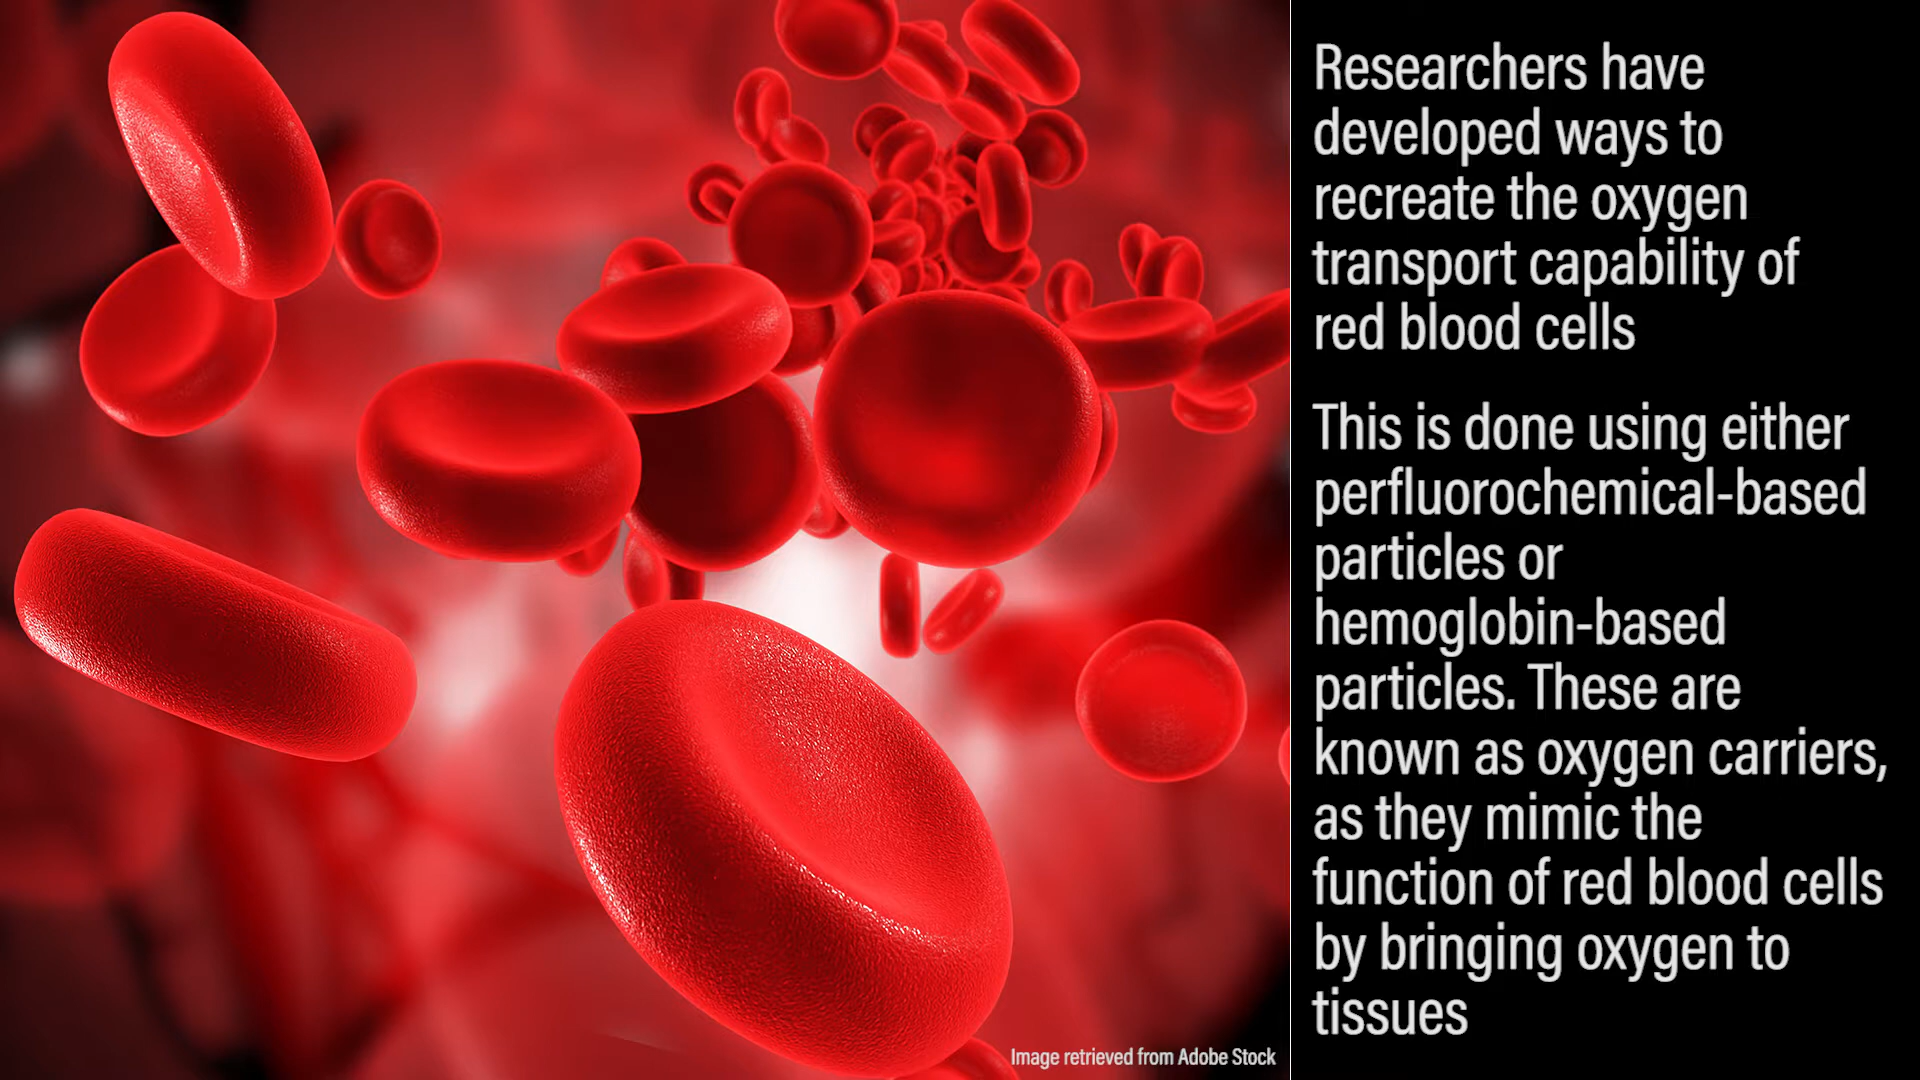 Researchers have
developed ways to
recreate the oxygen
transport capability of
red blood cells
This is done using either
perfluorochemical-based
particles or
hemoglobin-based
particles. These are
known as oxygen carriers,
as they mimic the
function of red blood cells
by bringing oxygen to
tissues
Image retrieved from Adobe Stock